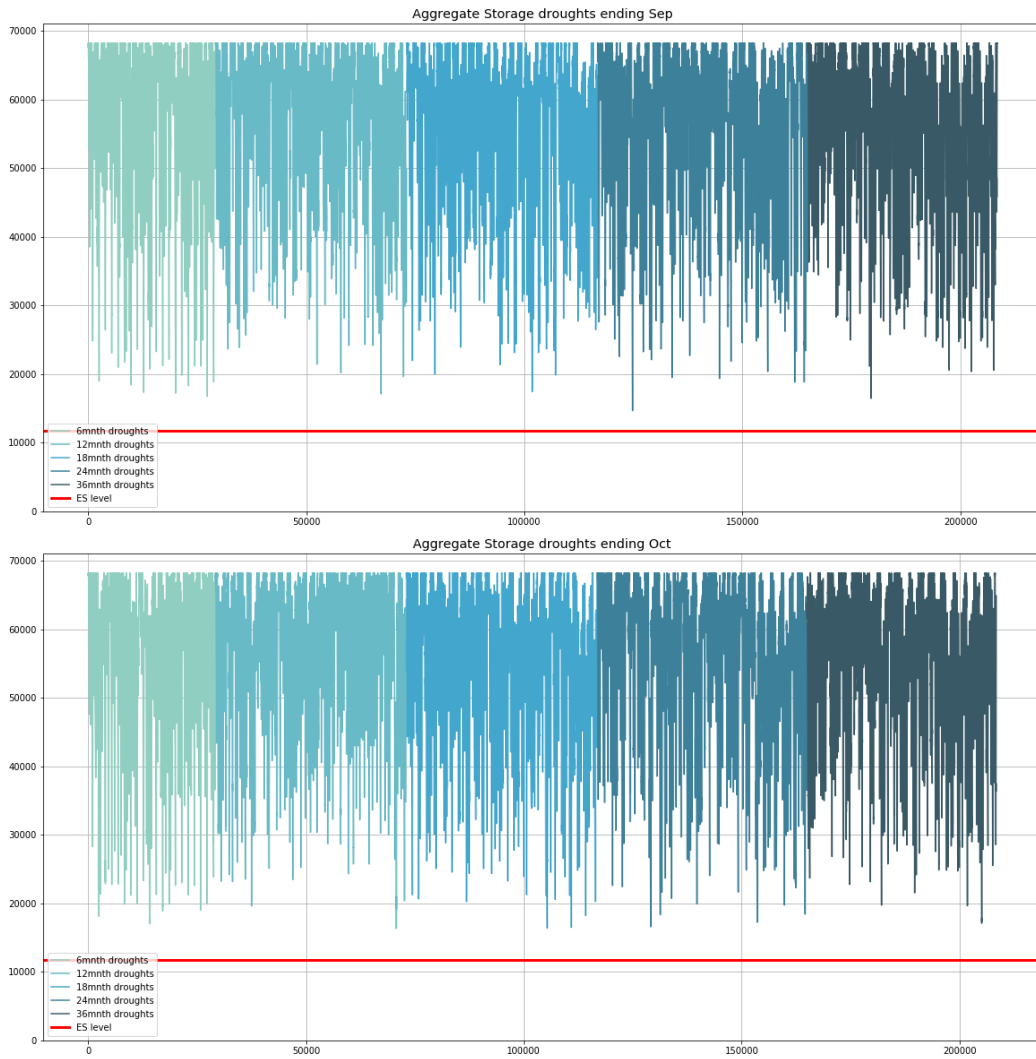 Aggregate Storage droughts ending Sep
70000
60000
50000
40000
30000
20000
10000
0
6mnth droughts
12mnth droughts
18mnth droughts
24mnth droughts
36mnth droughts
ES level
0 50000 100000 150000 200000
Aggregate Storage droughts ending Oct
70000
60000
50000
40000
30000
20000
10000
0
6mnth droughts
12mnth droughts
18mnth droughts
24mnth droughts
36mnth droughts
ES level
0 50000 100000 150000 200000